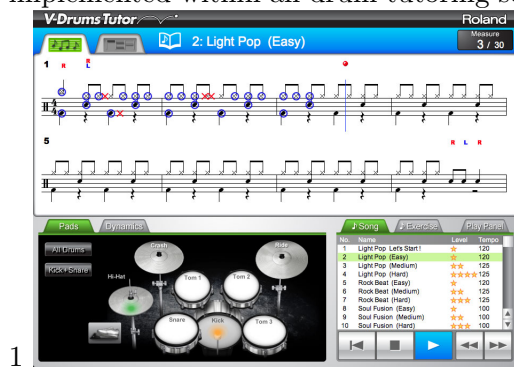 implemented within an drum tutoring s
V-Drums Tutor
Roland
2: Light Pop (Easy)
Measure
3 / 30
1 R R L
5 R L R
Pads Dynamics
All Drums
Kick+Snare
Crash
Ride
Hi-Hat
Tom 1
Tom 2
Snare
Kick
Tom 3
Song Exercise Play Panel
No. Name Level Tempo
1 Light Pop Let's Start ! 120
2 Light Pop (Easy) 120
3 Light Pop (Medium) 125
4 Light Pop (Hard) 125
5 Rock Beat (Easy) 120
6 Rock Beat (Medium) 125
7 Rock Beat (Hard) 125
8 Soul Fusion (Easy) 100
9 Soul Fusion (Medium) 100
10 Soul Fusion (Hard) 100
1